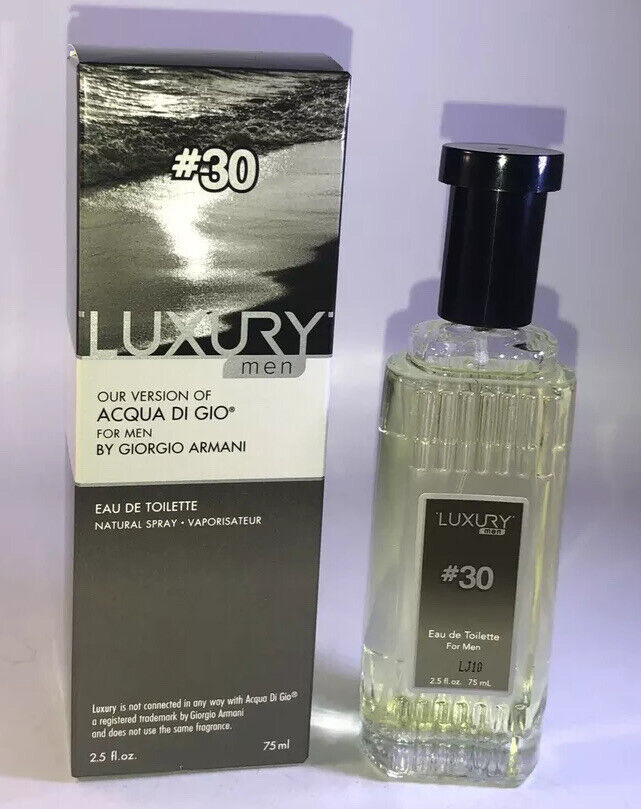 #30
LUXURY
men
OUR VERSION OF
ACQUA DI GIO®
FOR MEN
BY GIORGIO ARMANI
EAU DE TOILETTE
NATURAL SPRAY • VAPORISATEUR
Luxury is not connected in any way with Acqua Di Gio®
a registered trademark by Giorgio Armani
and does not use the same fragrance.
2.5 fl.oz. 75 ml
LUXURY
men
#30
Eau de Toilette
For Men
LJ10
2.5 fl.oz. 75 mL